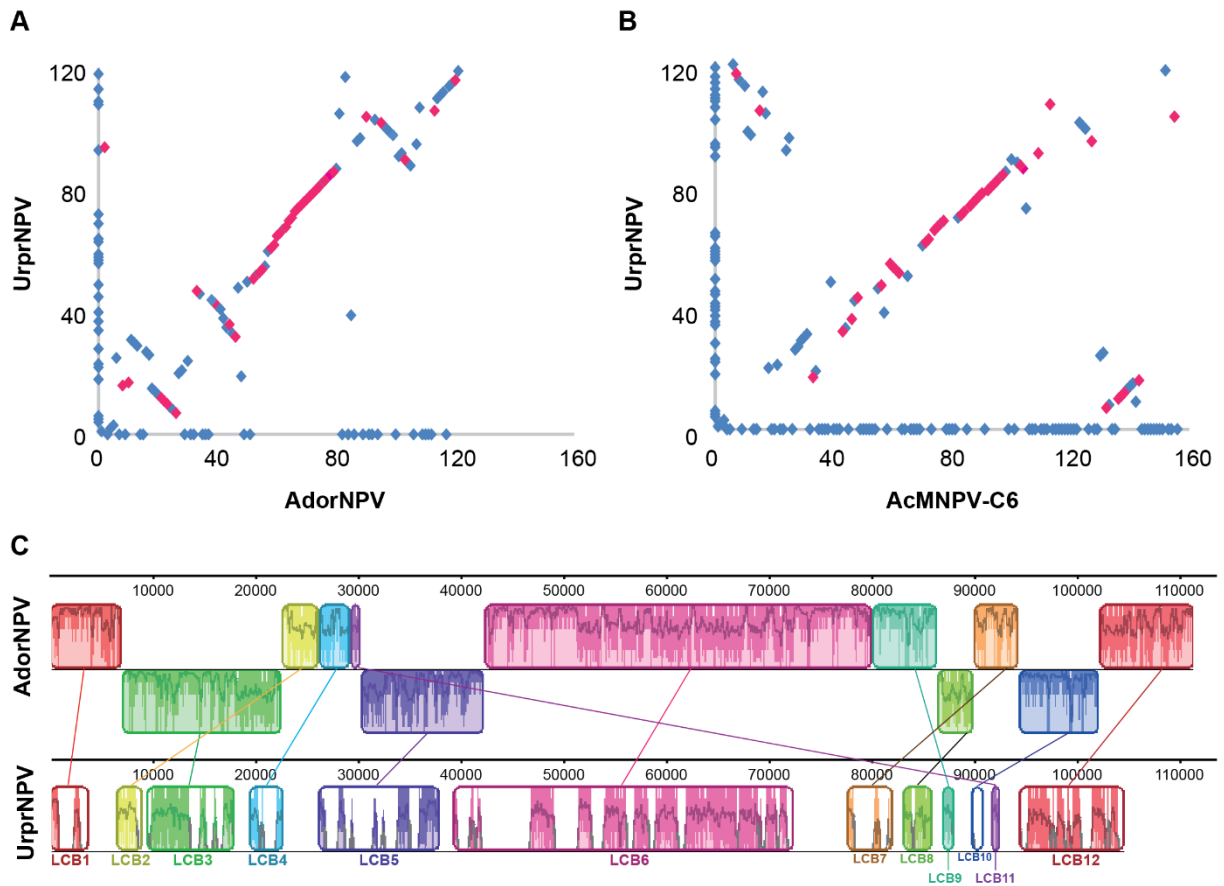 A
B
120
80
40
0
UrprNPV
0 40 80 120 160
AdorNPV
120
80
40
0
UrprNPV
0 40 80 120 160
AcMNPV-C6
C
10000 20000 30000 40000 50000 60000 70000 80000 90000 100000 110000
AdorNPV
10000 20000 30000 40000 50000 60000 70000 80000 90000 100000 110000
UrprNPV
LCB1 LCB2 LCB3 LCB4 LCB5 LCB6 LCB7 LCB8 LCB10 LCB12
LCB9 LCB11